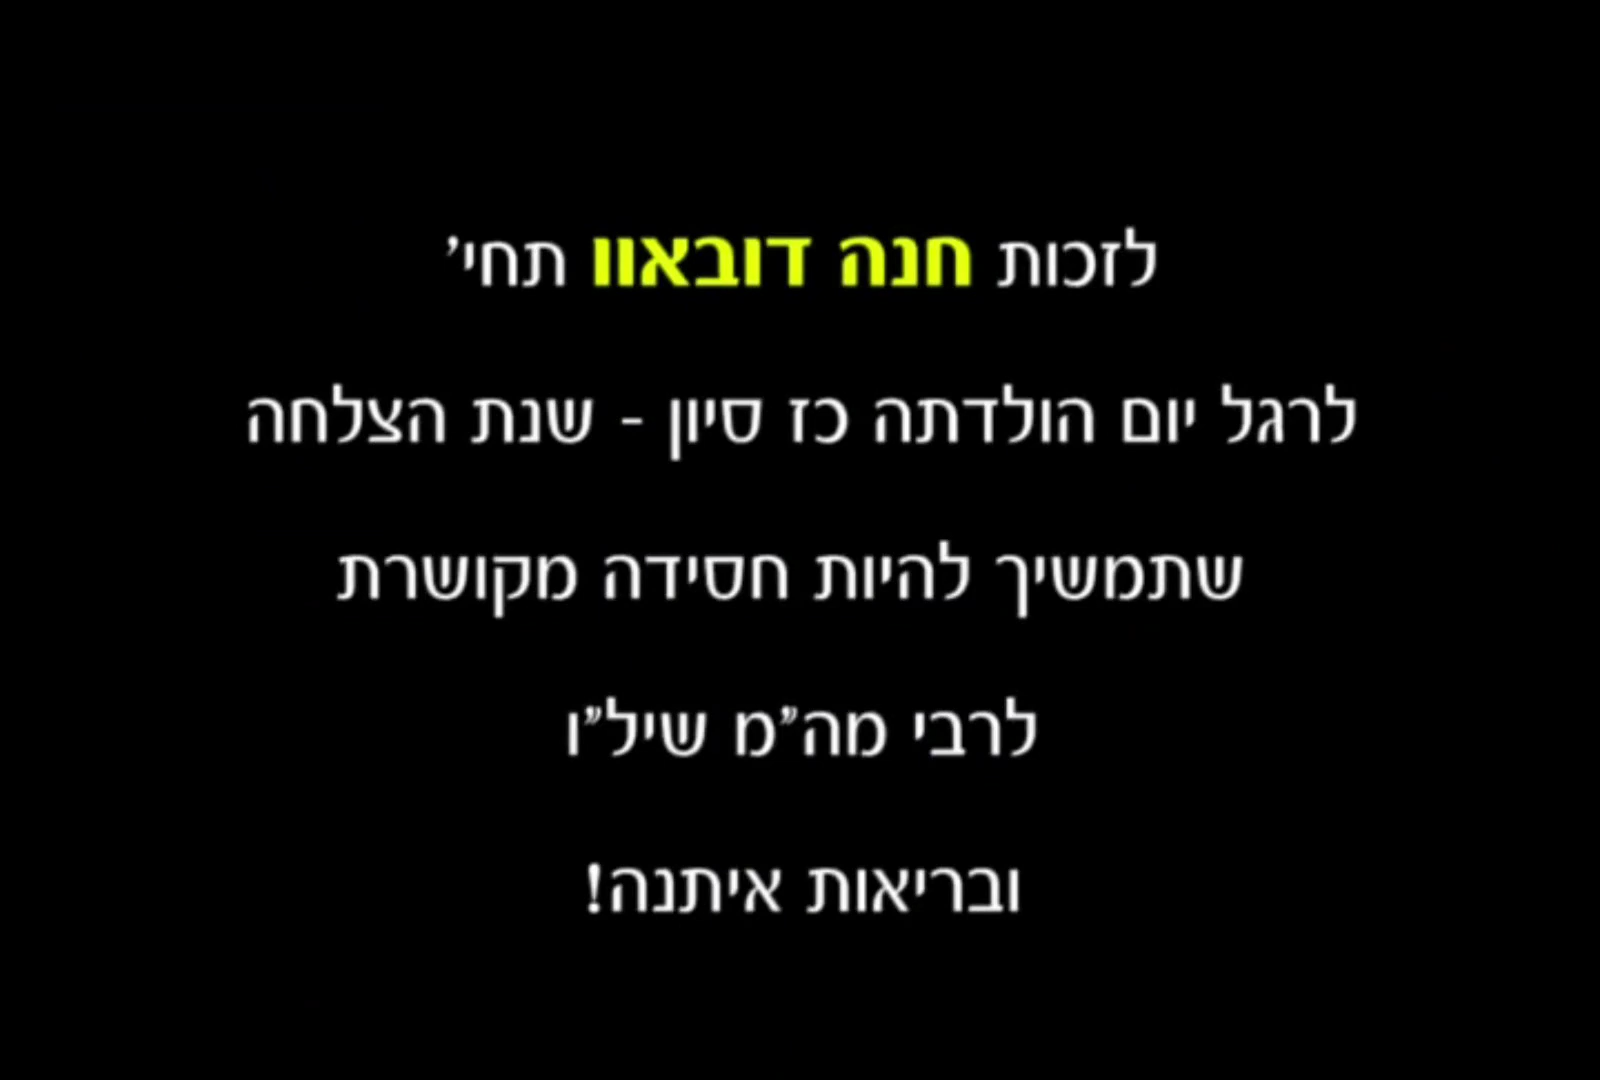 לזכות חנה דובאוו תחי'
לרגל יום הולדתה כז סיון - שנת הצלחה
שתמשיך להיות חסידה מקושרת
לרבי מה"מ שיל"ו
ובריאות איתנה!